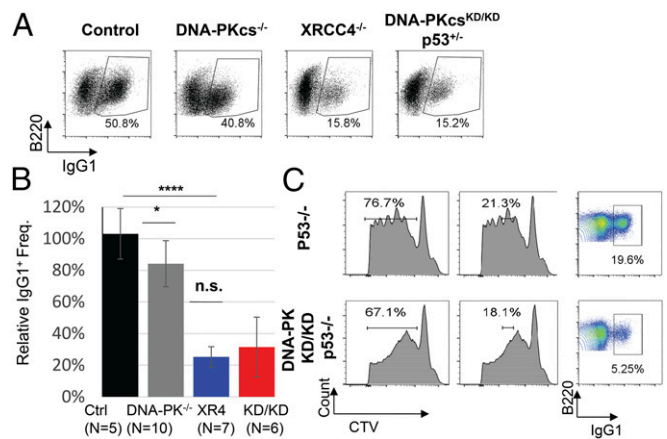 A
Control
DNA-PKcs-/-
XRCC4-/-
DNA-PKcsKD/KD
p53+/-
50.8%
40.8%
15.8%
15.2%
B220
IgG1
B
Relative IgG1+ Freq.
120%
100%
80%
60%
40%
20%
0%
****
*
n.s.
Ctrl
(N=5)
DNA-PK-/-
(N=10)
XR4
(N=7)
KD/KD
(N=6)
C
P53-/-
76.7%
21.3%
19.6%
DNA-PK
KD/KD
p53-/-
67.1%
18.1%
5.25%
Count
CTV
B220
IgG1